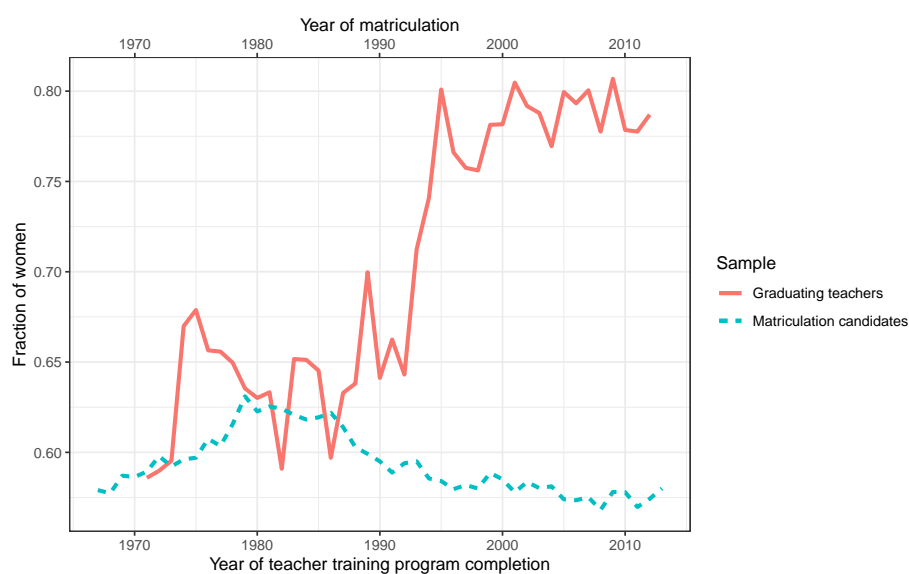 Year of matriculation
1970 1980 1990 2000 2010
0.80
0.75
0.70
0.65
0.60
Fraction of women
1970 1980 1990 2000 2010
Year of teacher training program completion
Sample
Graduating teachers
Matriculation candidates